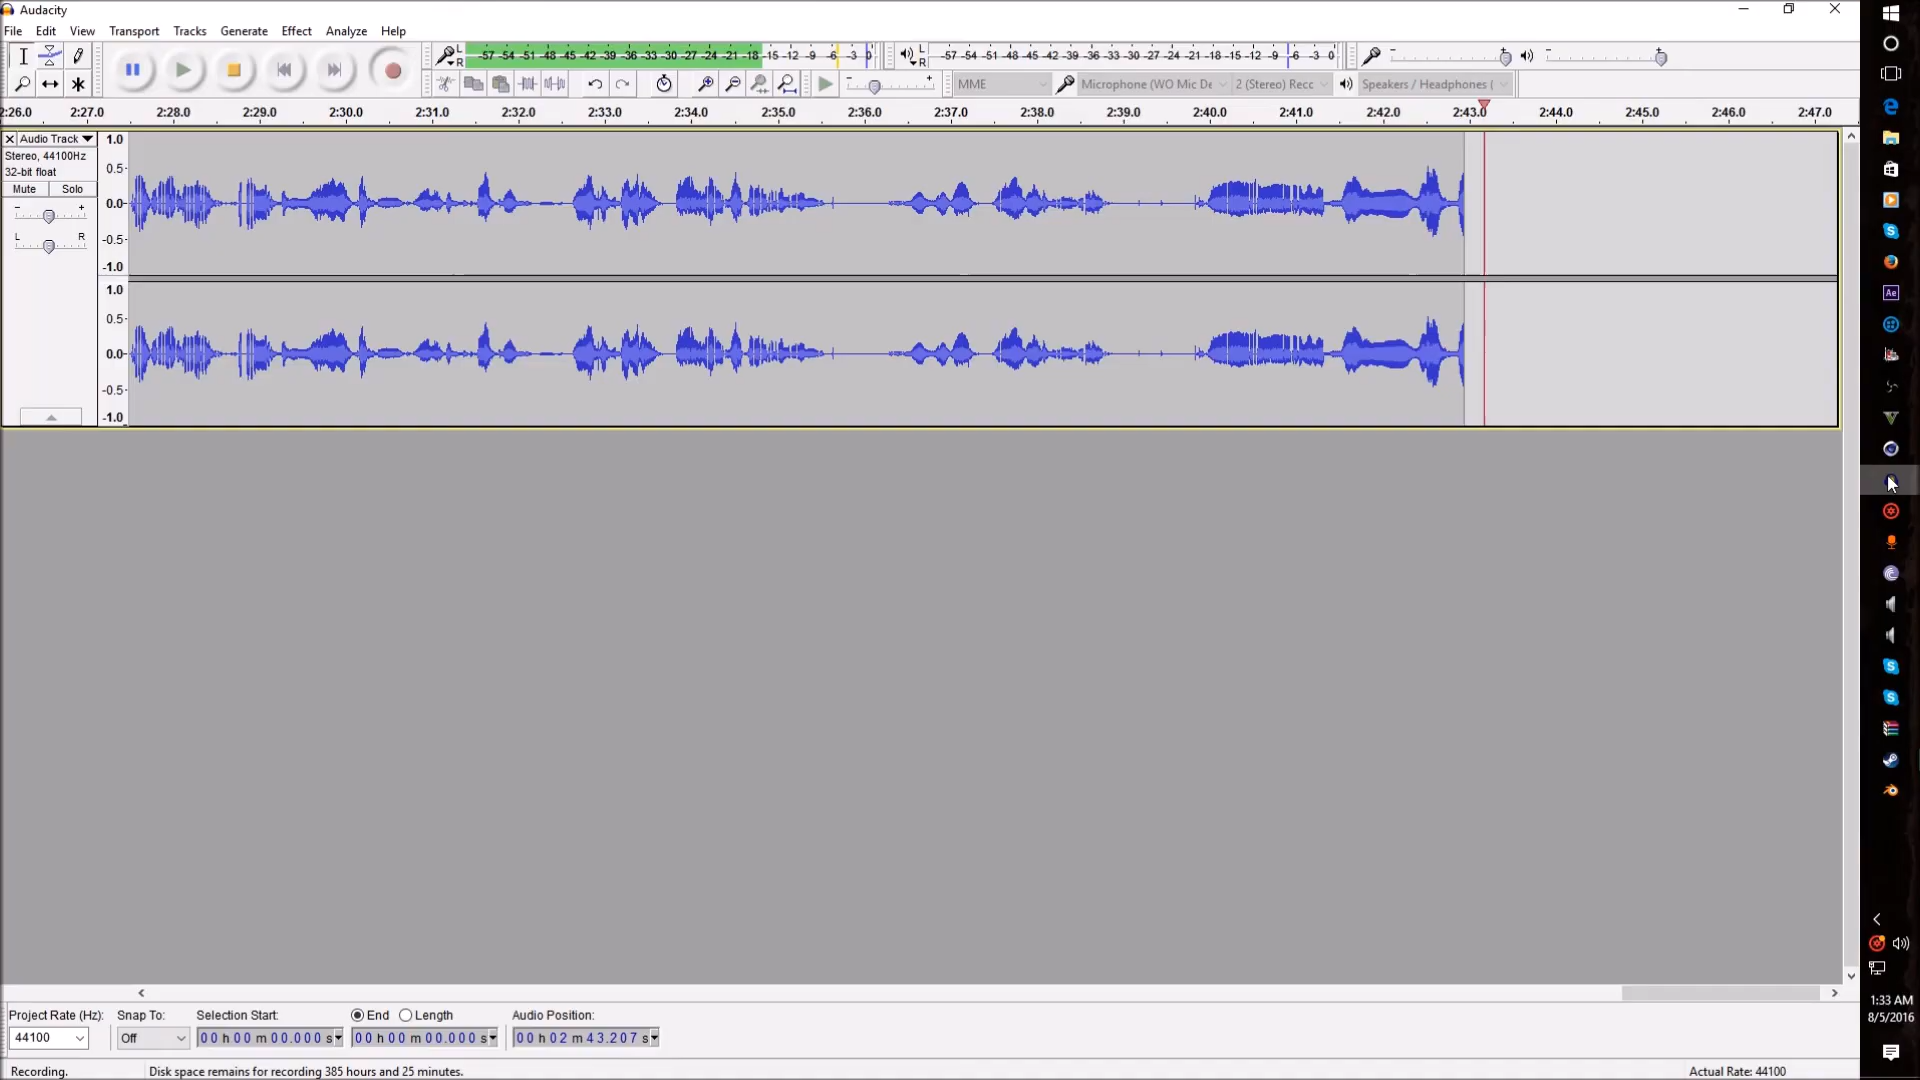 Audacity
File Edit View Transport Tracks Generate Effect Analyze Help
L R -57 -54 -51 -48 -45 -42 -39 -36 -33 -30 -27 -24 -21 -18 -15 -12 -9 -6 -3 0 L R -57 -54 -51 -48 -45 -42 -39 -36 -33 -30 -27 -24 -21 -18 -15 -12 -9 -6 -3 0 - + - +
- + MME Microphone (WO Mic De 2 (Stereo) Recc Speakers / Headphones (
2:26.0 2:27.0 2:28.0 2:29.0 2:30.0 2:31.0 2:32.0 2:33.0 2:34.0 2:35.0 2:36.0 2:37.0 2:38.0 2:39.0 2:40.0 2:41.0 2:42.0 2:43.0 2:44.0 2:45.0 2:46.0 2:47.0
Audio Track 1.0
Stereo, 44100Hz
32-bit float
0.5
Mute Solo
- + 0.0
L R -0.5
-1.0
1.0
0.5
0.0
-0.5
-1.0
Ae
Project Rate (Hz): Snap To: Selection Start: End Length Audio Position:
44100 Off 00 h 00 m 00.000 s 00 h 00 m 00.000 s 00 h 02 m 43.207 s
Recording. Disk space remains for recording 385 hours and 25 minutes. Actual Rate: 44100
1:33 AM
8/5/2016